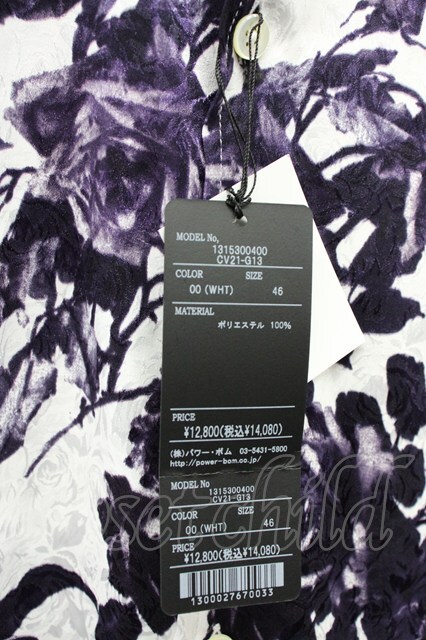 MODEL No,
1315300400
CV21-G13
COLOR SIZE
00 (WHT) 46
MATERIAL
ポリエステル 100%
PRICE
¥12,800(税込¥14,080)
(株)パワー・ボム 03-5431-5800
http://power-bom.co.jp/
MODEL No,
1315300400
CV21-G13
COLOR SIZE
00 (WHT) 46
PRICE
¥12,800(税込¥14,080)
1300027670033